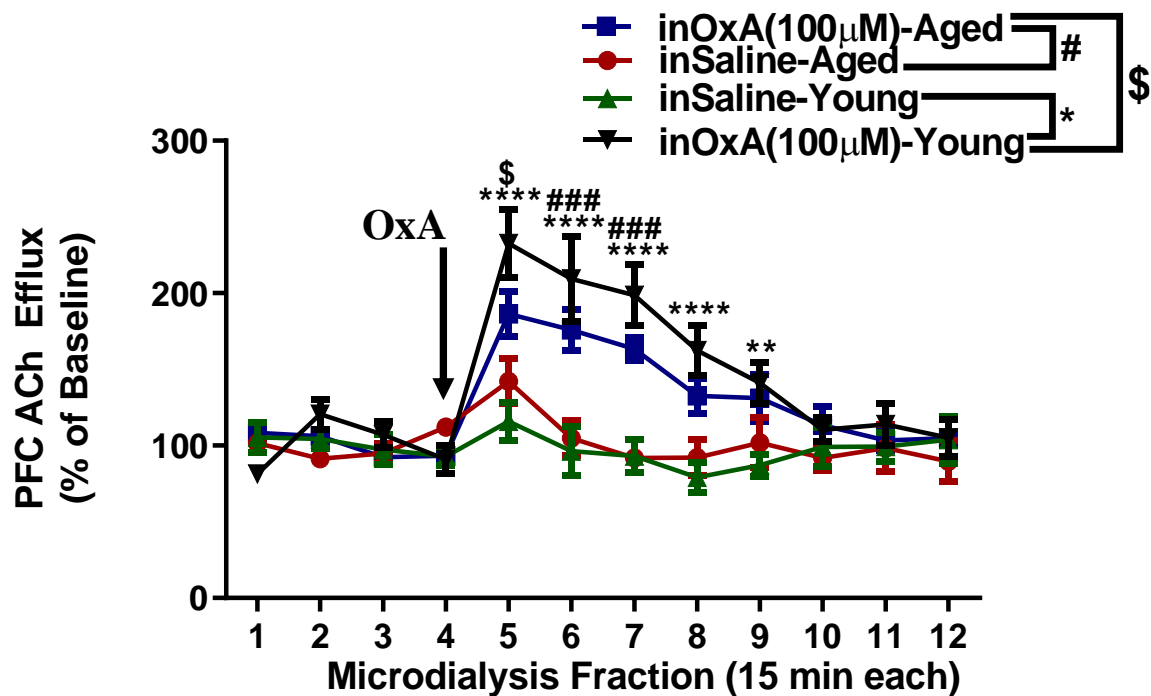 inOxA(100μM)-Aged
inSaline-Aged
#
inSaline-Young
$
*
inOxA(100μM)-Young
300
$
****
###
****
###
****
OxA
****
**
200
100
0
PFC ACh Efflux
(% of Baseline)
1 2 3 4 5 6 7 8 9 10 11 12
Microdialysis Fraction (15 min each)